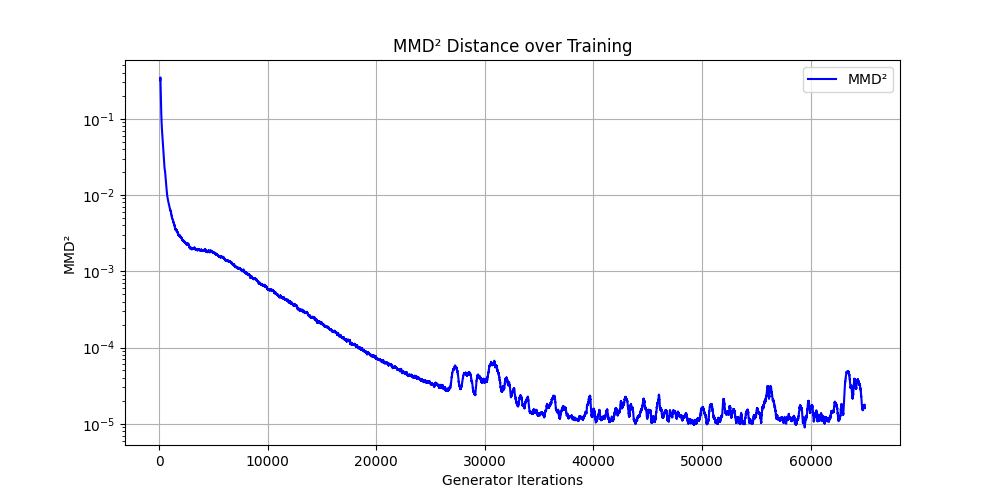 MMD² Distance over Training
MMD²
10⁻¹
10⁻²
10⁻³
10⁻⁴
10⁻⁵
MMD²
0 10000 20000 30000 40000 50000 60000
Generator Iterations